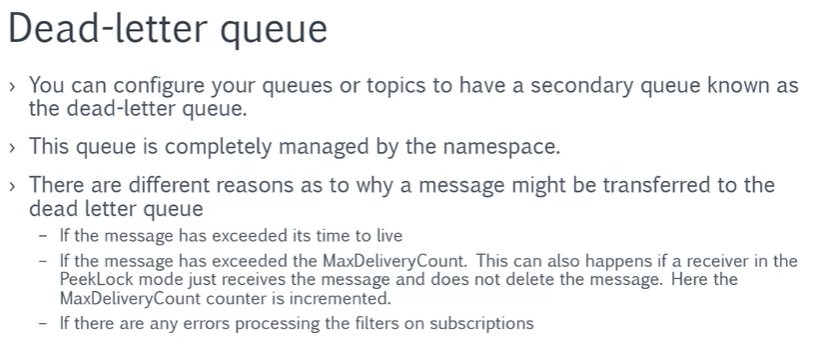 Dead-letter queue
› You can configure your queues or topics to have a secondary queue known as
the dead-letter queue.
› This queue is completely managed by the namespace.
› There are different reasons as to why a message might be transferred to the
dead letter queue
– If the message has exceeded its time to live
– If the message has exceeded the MaxDeliveryCount. This can also happens if a receiver in the
PeekLock mode just receives the message and does not delete the message. Here the
MaxDeliveryCount counter is incremented.
– If there are any errors processing the filters on subscriptions